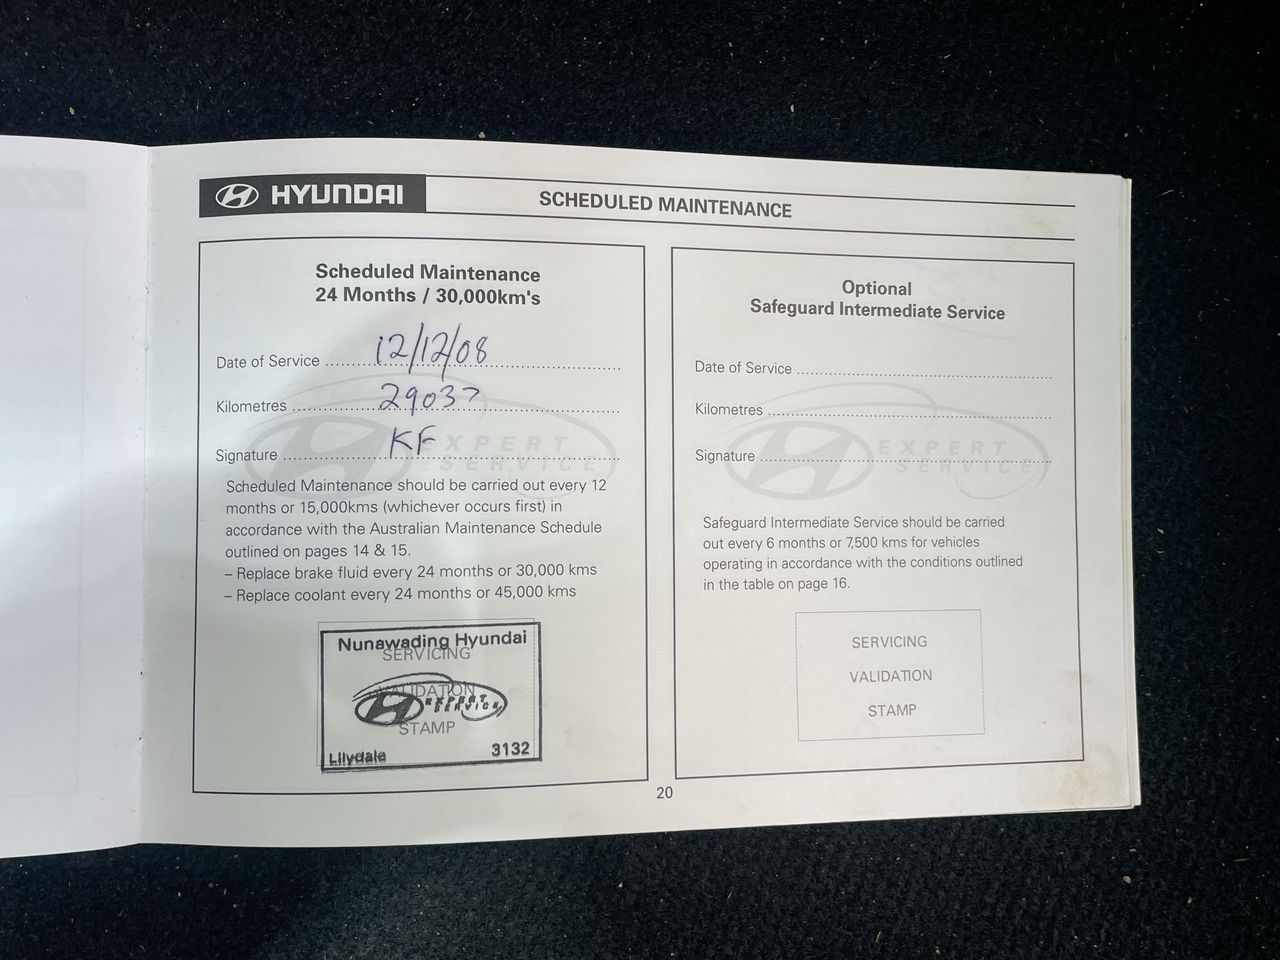 HYUNDAI
SCHEDULED MAINTENANCE
Scheduled Maintenance
24 Months / 30,000km's
Date of Service 12/12/08
Kilometres 29037
Signature KF
EXPERT
SERVICE
Scheduled Maintenance should be carried out every 12
months or 15,000kms (whichever occurs first) in
accordance with the Australian Maintenance Schedule
outlined on pages 14 & 15.
– Replace brake fluid every 24 months or 30,000 kms
– Replace coolant every 24 months or 45,000 kms
Nunawading Hyundai
SERVICING
VALIDATION
EXPERT
SERVICE
STAMP
Lilydale 3132
Optional
Safeguard Intermediate Service
Date of Service
Kilometres
Signature
EXPERT
SERVICE
Safeguard Intermediate Service should be carried
out every 6 months or 7,500 kms for vehicles
operating in accordance with the conditions outlined
in the table on page 16.
SERVICING
VALIDATION
STAMP
20